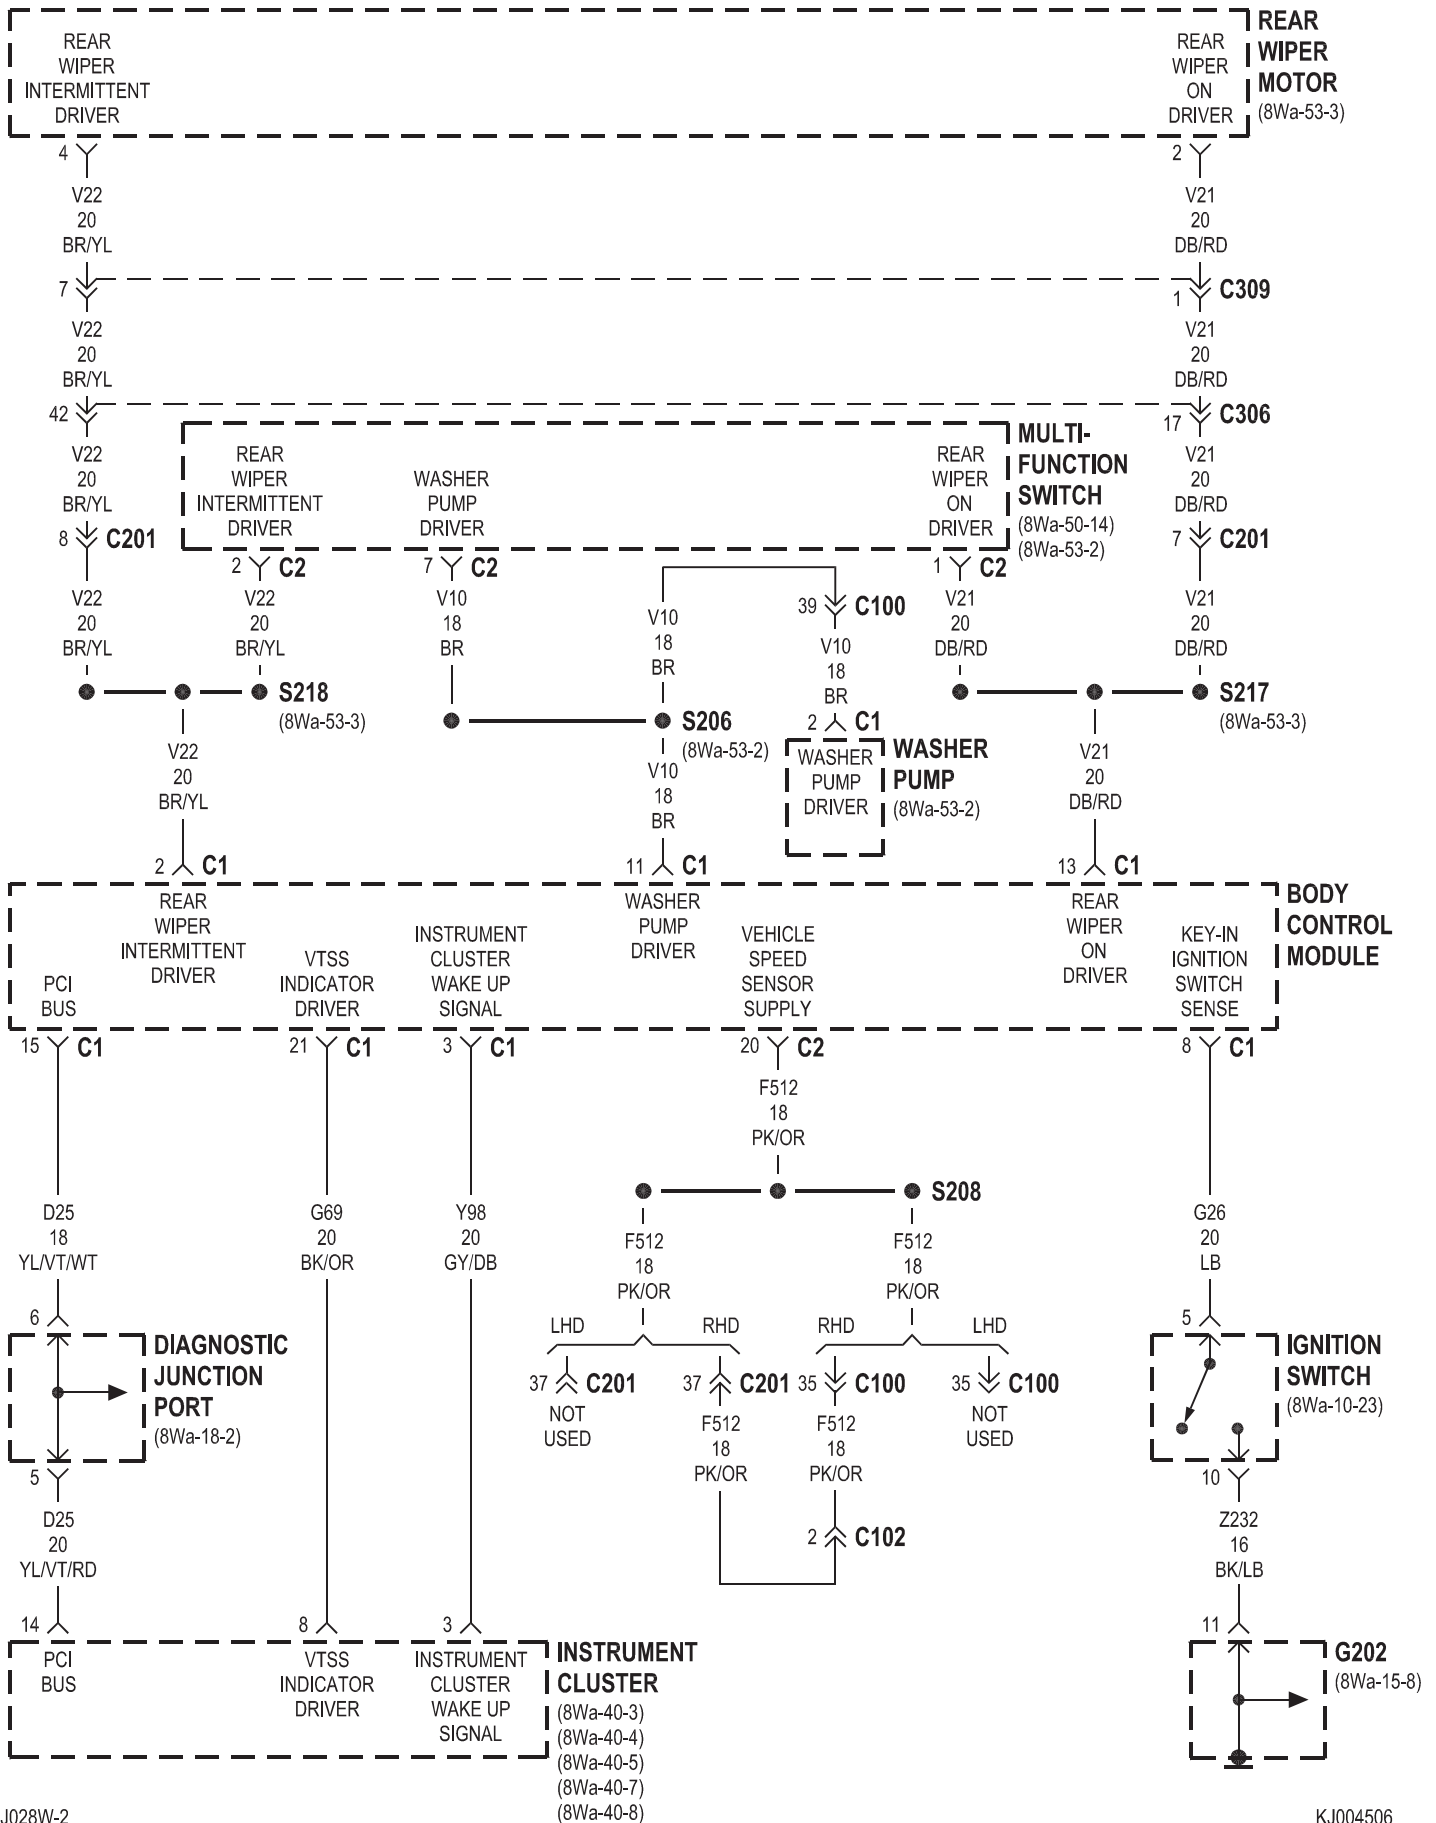 REAR
WIPER
INTERMITTENT
DRIVER
REAR
WIPER
ON
DRIVER
REAR
WIPER
MOTOR
(8Wa-53-3)
4
2
V22
20
BR/YL
V21
20
DB/RD
7
1
C309
V22
20
BR/YL
V21
20
DB/RD
42
17
C306
V22
20
BR/YL
V21
20
DB/RD
8
C201
7
C201
REAR
WIPER
INTERMITTENT
DRIVER
WASHER
PUMP
DRIVER
REAR
WIPER
ON
DRIVER
MULTI-
FUNCTION
SWITCH
(8Wa-50-14)
(8Wa-53-2)
2
C2
7
C2
1
C2
V22
20
BR/YL
V22
20
BR/YL
V10
18
BR
V10
18
BR
39
C100
V10
18
BR
V21
20
DB/RD
V21
20
DB/RD
S218
(8Wa-53-3)
S206
(8Wa-53-2)
S217
(8Wa-53-3)
2
C1
WASHER
PUMP
DRIVER
WASHER
PUMP
(8Wa-53-2)
V22
20
BR/YL
V10
18
BR
V21
20
DB/RD
2
C1
11
C1
13
C1
PCI
BUS
REAR
WIPER
INTERMITTENT
DRIVER
VTSS
INDICATOR
DRIVER
INSTRUMENT
CLUSTER
WAKE UP
SIGNAL
WASHER
PUMP
DRIVER
VEHICLE
SPEED
SENSOR
SUPPLY
REAR
WIPER
ON
DRIVER
KEY-IN
IGNITION
SWITCH
SENSE
BODY
CONTROL
MODULE
15
C1
21
C1
3
C1
20
C2
8
C1
F512
18
PK/OR
S208
D25
18
YL/VT/WT
G69
20
BK/OR
Y98
20
GY/DB
F512
18
PK/OR
F512
18
PK/OR
G26
20
LB
LHD
RHD
RHD
LHD
37
C201
NOT
USED
37
C201
35
C100
35
C100
NOT
USED
F512
18
PK/OR
F512
18
PK/OR
2
C102
6
DIAGNOSTIC
JUNCTION
PORT
(8Wa-18-2)
5
5
IGNITION
SWITCH
(8Wa-10-23)
10
D25
20
YL/VT/RD
Z232
16
BK/LB
14
8
3
11
PCI
BUS
VTSS
INDICATOR
DRIVER
INSTRUMENT
CLUSTER
WAKE UP
SIGNAL
INSTRUMENT
CLUSTER
(8Wa-40-3)
(8Wa-40-4)
(8Wa-40-5)
(8Wa-40-7)
(8Wa-40-8)
G202
(8Wa-15-8)
J028W-2
KJ004506